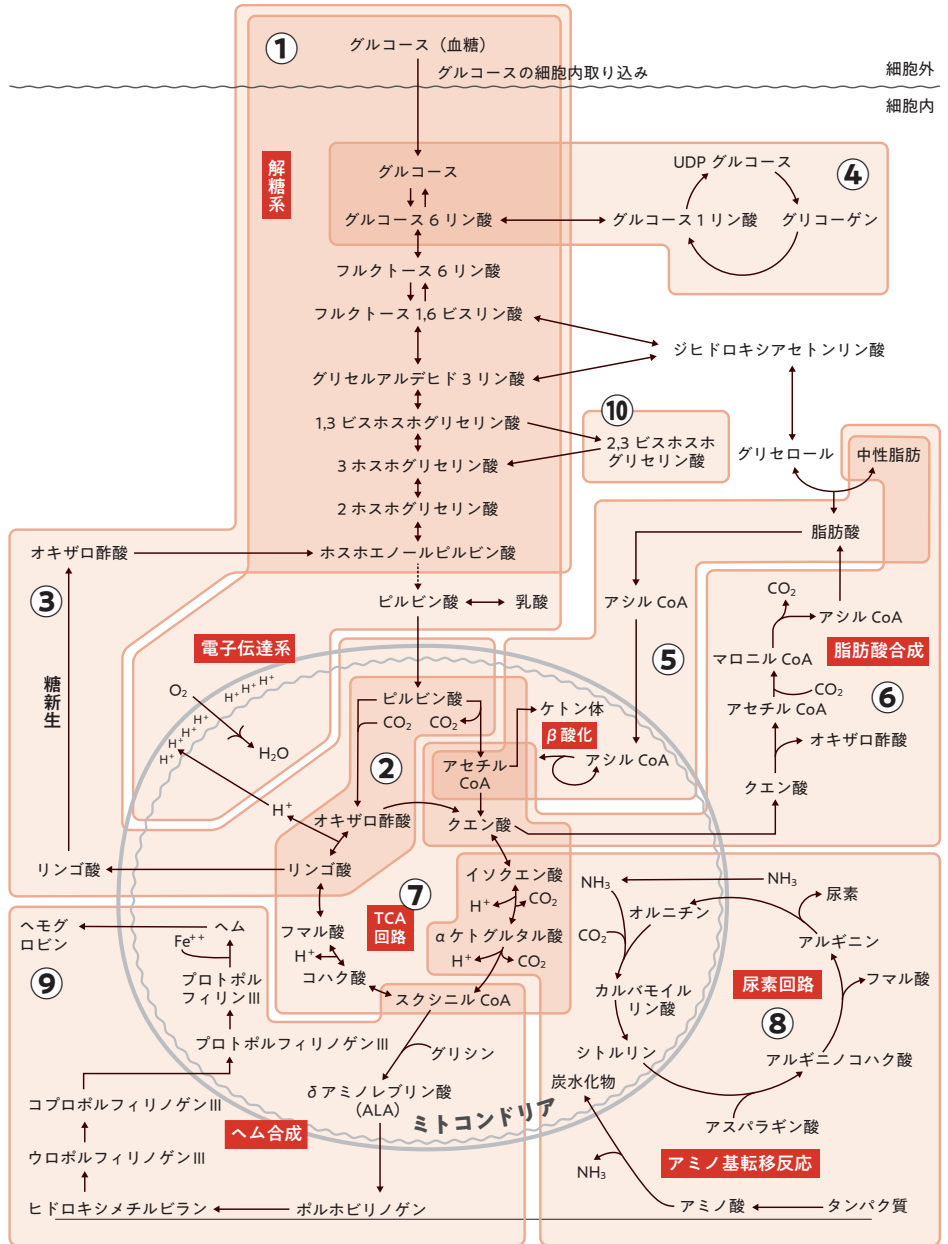 ①
グルコース（血糖）
グルコースの細胞内取り込み
細胞外
細胞内
解糖系
グルコース
グルコース 6 リン酸
UDP グルコース
④
グルコース 1 リン酸
グリコーゲン
フルクトース 6 リン酸
フルクトース 1,6 ビスリン酸
ジヒドロキシアセトンリン酸
グリセルアルデヒド 3 リン酸
1,3 ビスホスホグリセリン酸
⑩
2,3 ビスホスホ
グリセリン酸
3 ホスホグリセリン酸
グリセロール
中性脂肪
2 ホスホグリセリン酸
脂肪酸
オキザロ酢酸
ホスホエノールピルビン酸
③
ピルビン酸
乳酸
アシル CoA
CO₂
アシル CoA
電子伝達系
脂肪酸合成
⑤
マロニル CoA
糖新生
O₂
H⁺
H⁺
H⁺
H⁺
H⁺
H⁺
H⁺
H₂O
ピルビン酸
CO₂
CO₂
ケトン体
β 酸化
アシル CoA
CO₂
⑥
アセチル CoA
オキザロ酢酸
②
アセチル
CoA
クエン酸
H⁺
オキザロ酢酸
クエン酸
リンゴ酸
リンゴ酸
イソクエン酸
⑦
TCA
回路
H⁺
CO₂
NH₃
NH₃
尿素
オルニチン
ヘモグ
ロビン
ヘム
Fe⁺⁺
フマル酸
α ケトグルタル酸
CO₂
アルギニン
H⁺
H⁺
CO₂
⑨
プロトポル
フィリン III
コハク酸
スクシニル CoA
カルバモイル
リン酸
尿素回路
フマル酸
⑧
プロトポルフィリノゲン III
グリシン
シトルリン
アルギニノコハク酸
δ アミノレブリン酸
(ALA)
炭水化物
ミトコンドリア
コプロポルフィリノゲン III
アスパラギン酸
ヘム合成
ウロポルフィリノゲン III
アミノ基転移反応
NH₃
ヒドロキシメチルビラン
ポルホビリノゲン
アミノ酸
タンパク質